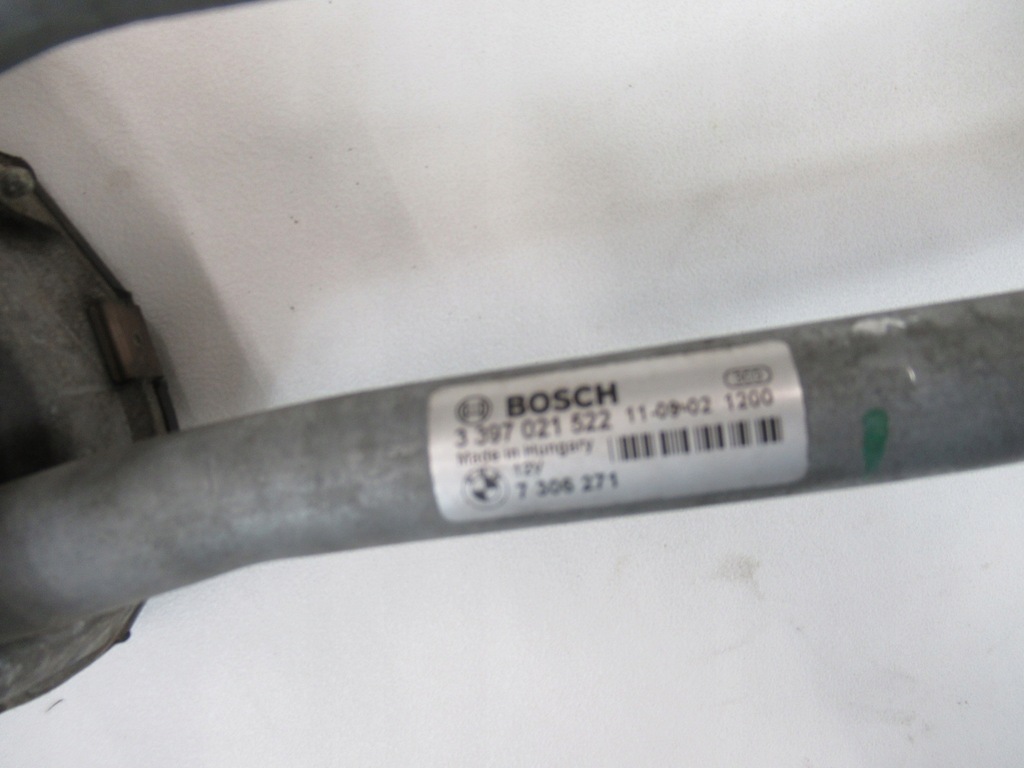 BOSCH
3 397 021 522 11-09-02 1200
Made in Hungary
12V
7 306 271